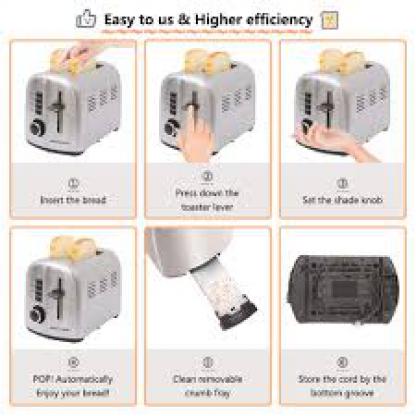 Easy to us & Higher efficiency
①
Insert the bread
②
Press down the
toaster lever
③
Set the shade knob
④
POP! Automatically
Enjoy your bread!
⑤
Clean removable
crumb fray
⑥
Store the cord by the
bottom groove